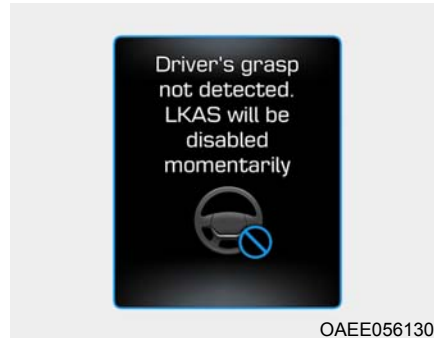 Driver's grasp
not detected.
LKAS will be
disabled
momentarily
OAEE056130